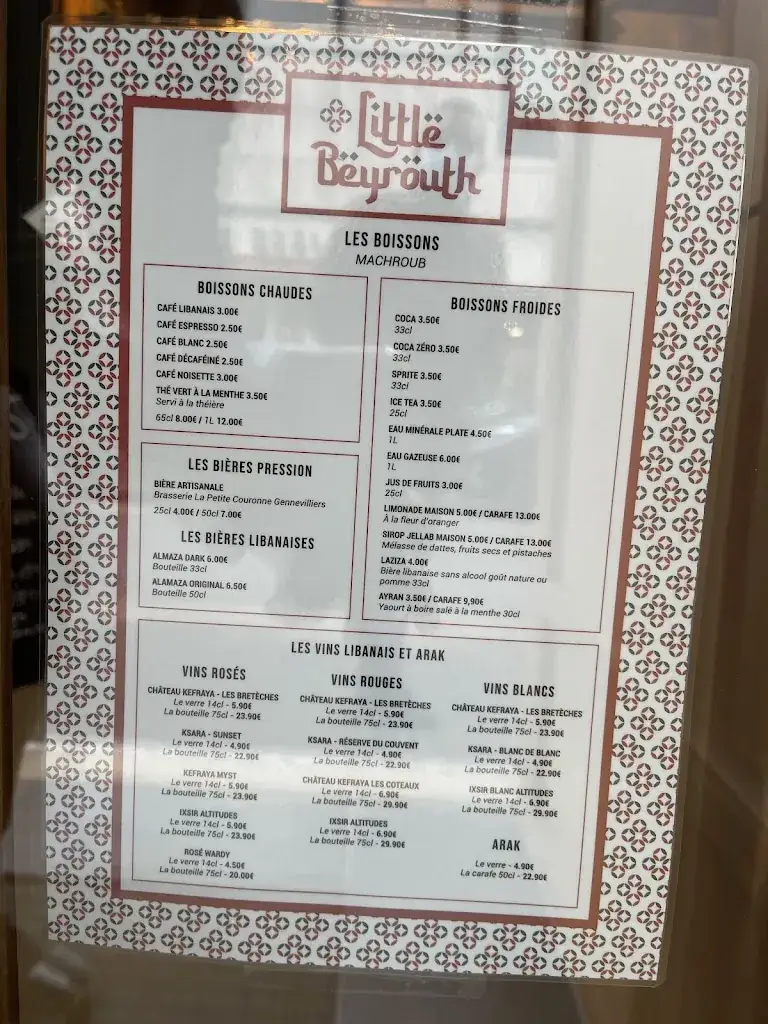 Little
Beyrouth
LES BOISSONS
MACHROUB
BOISSONS CHAUDES
CAFÉ LIBANAIS 3.00€
CAFÉ ESPRESSO 2.50€
CAFÉ BLANC 2.50€
CAFÉ DÉCAFÉINÉ 2.50€
CAFÉ NOISETTE 3.00€
THÉ VERT À LA MENTHE 3.50€
Servi à la théière
65cl 8.00€ / 1L 12.00€
LES BIÈRES PRESSION
BIÈRE ARTISANALE
Brasserie La Petite Couronne Gennevilliers
25cl 4.00€ / 50cl 7.00€
LES BIÈRES LIBANAISES
ALMAZA DARK 6.00€
Bouteille 33cl
ALAMAZA ORIGINAL 6.50€
Bouteille 50cl
BOISSONS FROIDES
COCA 3.50€
33cl
COCA ZÉRO 3.50€
33cl
SPRITE 3.50€
33cl
ICE TEA 3.50€
25cl
EAU MINÉRALE PLATE 4.50€
1L
EAU GAZEUSE 6.00€
1L
JUS DE FRUITS 3.00€
25cl
LIMONADE MAISON 5.00€ / CARAFE 13.00€
À la fleur d'oranger
SIROP JELLAB MAISON 5.00€ / CARAFE 13.00€
Mélasse de dattes, fruits secs et pistaches
LAZIZA 4.00€
Bière libanaise sans alcool goût nature ou
pomme 33cl
AYRAN 3.50€ / CARAFE 9,90€
Yaourt à boire salé à la menthe 30cl
LES VINS LIBANAIS ET ARAK
VINS ROSÉS
CHÂTEAU KEFRAYA - LES BRETÈCHES
Le verre 14cl - 5.90€
La bouteille 75cl - 23.90€
KSARA - SUNSET
Le verre 14cl - 4.90€
La bouteille 75cl - 22.90€
KEFRAYA MYST
Le verre 14cl - 5.90€
La bouteille 75cl - 23.90€
IXSIR ALTITUDES
Le verre 14cl - 5.90€
La bouteille 75cl - 23.90€
ROSÉ WARDY
Le verre 14cl - 4.50€
La bouteille 75cl - 20.00€
VINS ROUGES
CHÂTEAU KEFRAYA - LES BRETÈCHES
Le verre 14cl - 5.90€
La bouteille 75cl - 23.90€
KSARA - RÉSERVE DU COUVENT
Le verre 14cl - 4.90€
La bouteille 75cl - 22.90€
CHÂTEAU KEFRAYA LES COTEAUX
Le verre 14cl - 6.90€
La bouteille 75cl - 29.90€
IXSIR ALTITUDES
Le verre 14cl - 6.90€
La bouteille 75cl - 29.90€
VINS BLANCS
CHÂTEAU KEFRAYA - LES BRETÈCHES
Le verre 14cl - 5.90€
La bouteille 75cl - 23.90€
KSARA - BLANC DE BLANC
Le verre 14cl - 4.90€
La bouteille 75cl - 22.90€
IXSIR BLANC ALTITUDES
Le verre 14cl - 6.90€
La bouteille 75cl - 29.90€
ARAK
Le verre - 4.90€
La carafe 50cl - 22.90€